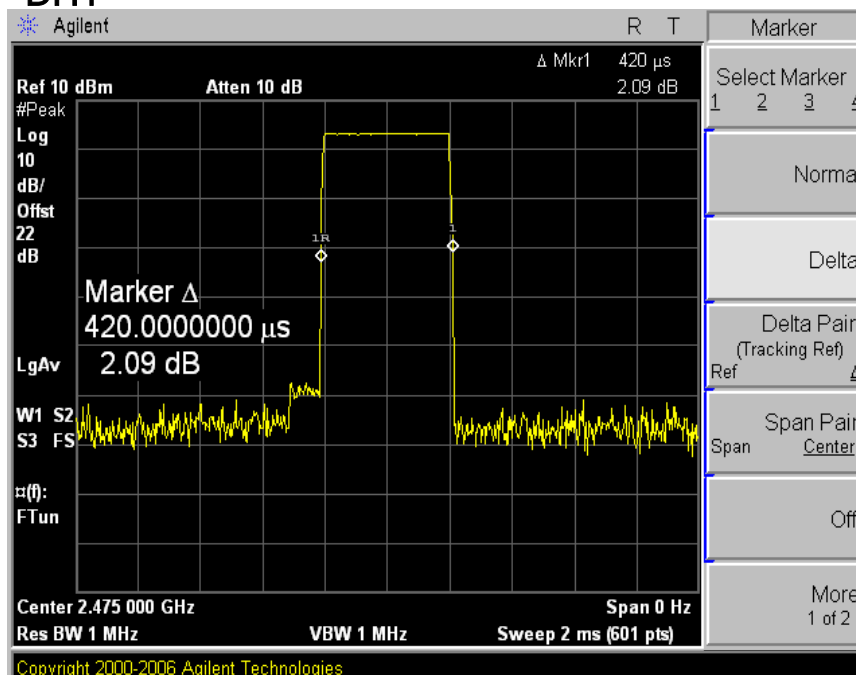 Agilent R T Marker
Δ Mkr1 420 μs
Ref 10 dBm Atten 10 dB 2.09 dB
#Peak
Log
10
dB/
Offst
22
dB
1R
1
Marker Δ
420.0000000 μs
2.09 dB
LgAv
W1 S2
S3 FS
¤(f):
FTun
Center 2.475 000 GHz Span 0 Hz
Res BW 1 MHz VBW 1 MHz Sweep 2 ms (601 pts)
Copyright 2000-2006 Agilent Technologies
Select Marker
1 2 3
Delta
Delta Pair
(Tracking Ref)
Ref Δ
Span Pair
Span Center
Off
More
1 of 2